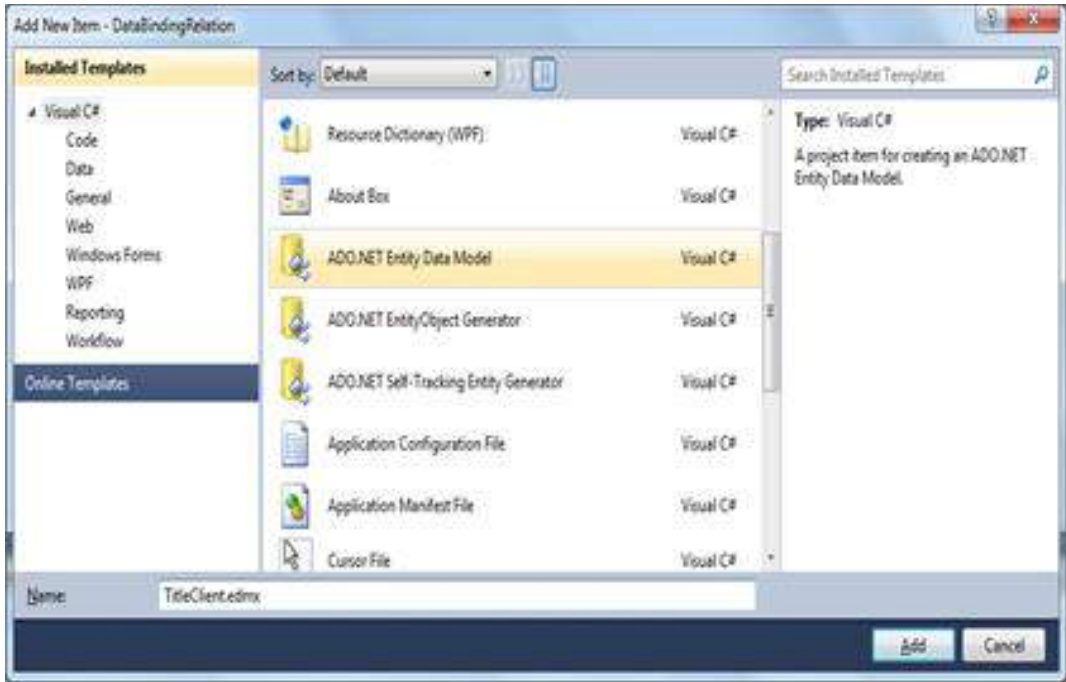 Add New Item - DataBindingRelation
Installed Templates
Visual C#
Code
Data
General
Web
Windows Forms
WPF
Reporting
Workflow
Online Templates
Sort by: Default
Resource Dictionary (WPF) Visual C#
About Box Visual C#
ADO.NET Entity Data Model Visual C#
ADO.NET EntityObject Generator Visual C#
ADO.NET Self-Tracking Entity Generator Visual C#
Application Configuration File Visual C#
Application Manifest File Visual C#
Cursor File Visual C#
Search Installed Templates
Type: Visual C#
A project item for creating an ADO.NET
Entity Data Model.
Name: TitleClient.edmx
Add Cancel